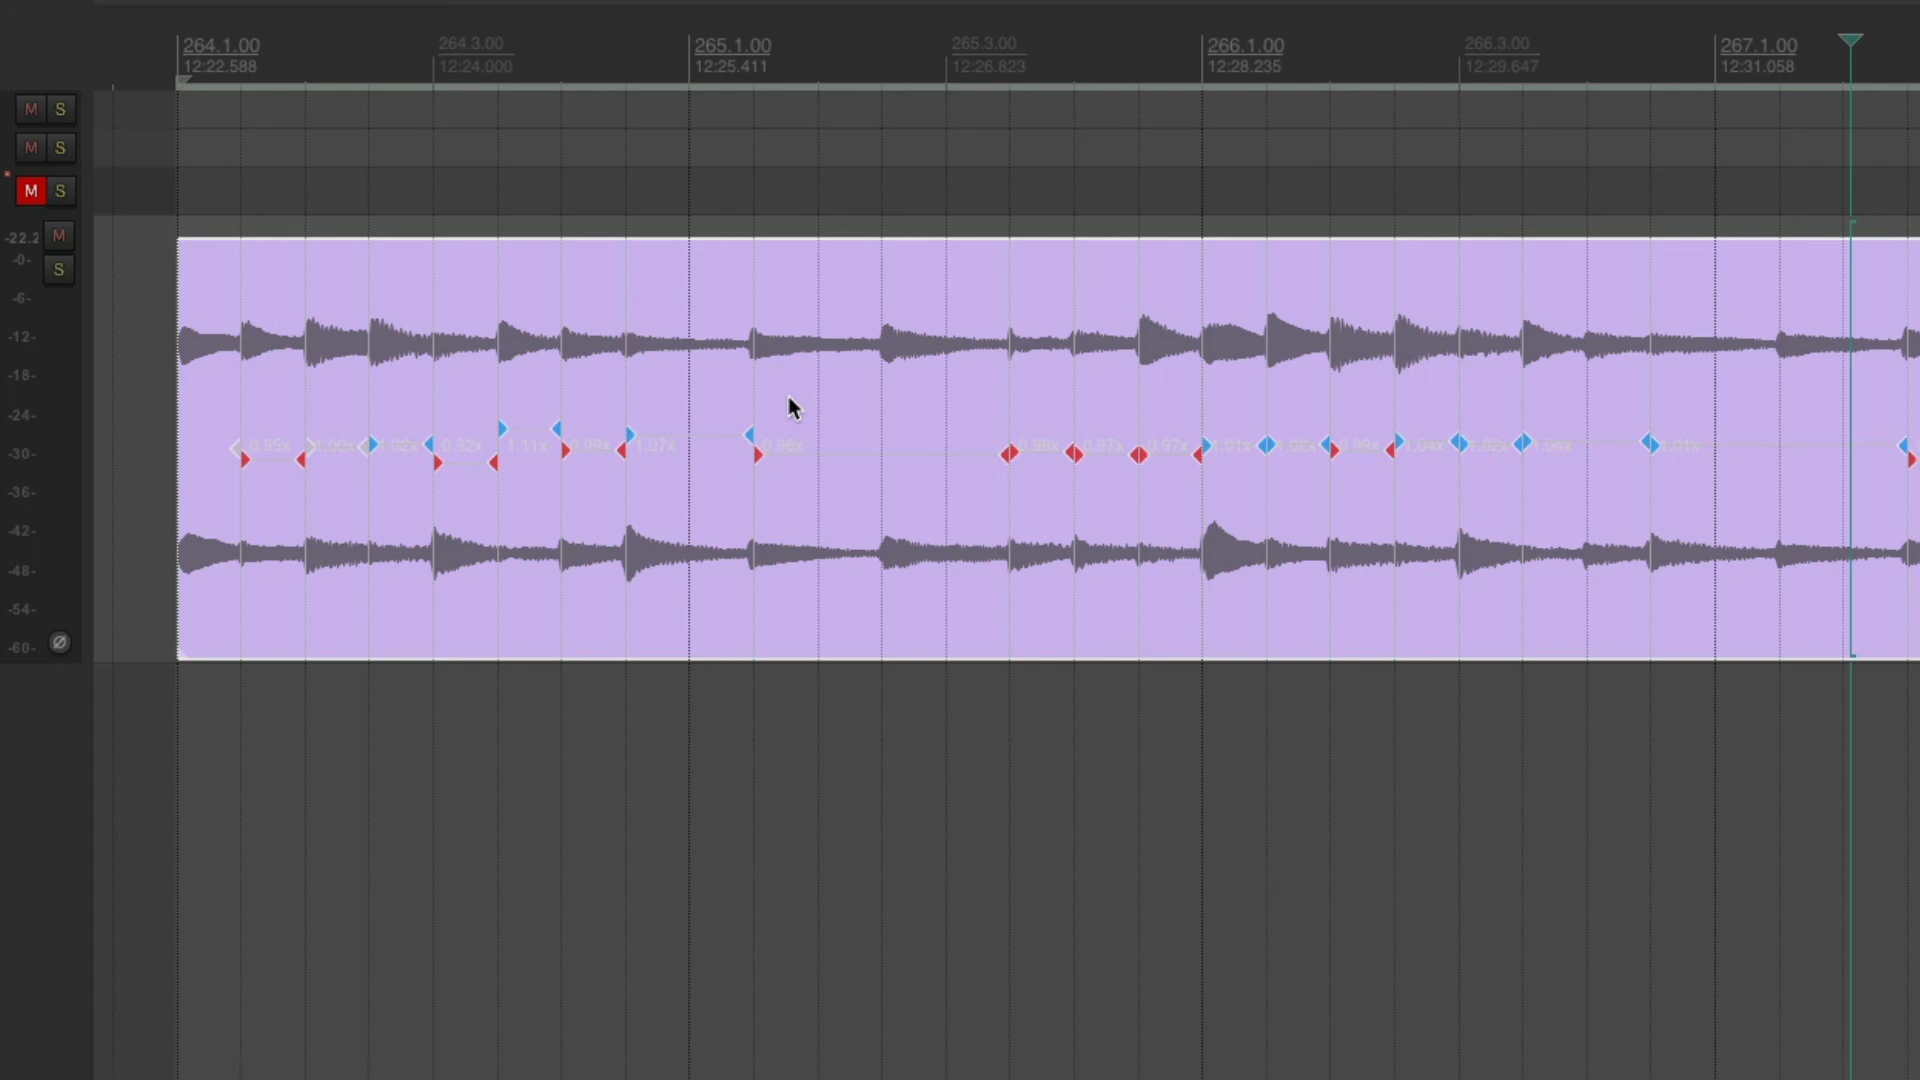 264.1.00 264.3.00 265.1.00 265.3.00 266.1.00 266.3.00 267.1.00
12:22.588 12:24.000 12:25.411 12:26.823 12:28.235 12:29.647 12:31.058
M S
M S
M S
-22.2 M
-0-
S
-6-
-12-
-18-
-24-
0.95x 1.00x 1.02x 0.92x 1.11x 0.99x 1.07x 0.96x 0.98x 0.97x 0.97x 1.01x 1.02x 0.99x 1.04x 1.02x 1.04x 1.01x
-30-
-36-
-42-
-48-
-54-
-60-